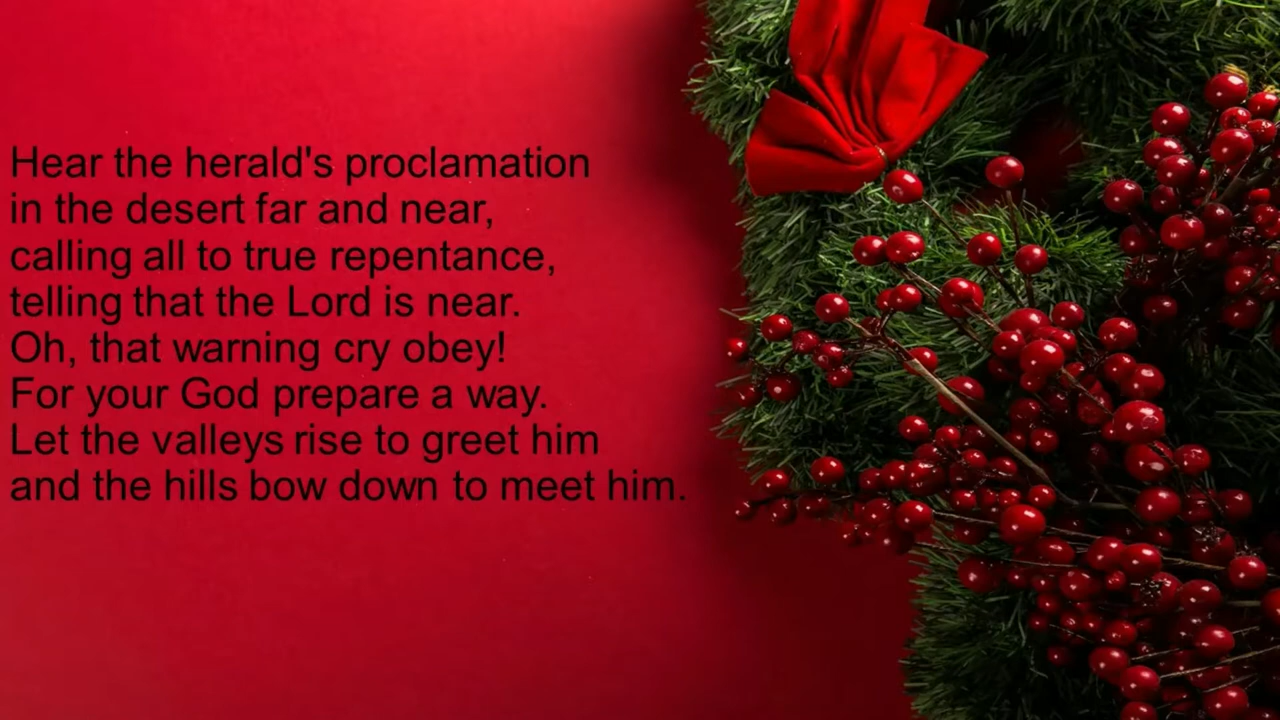 Hear the herald's proclamation
in the desert far and near,
calling all to true repentance,
telling that the Lord is near.
Oh, that warning cry obey!
For your God prepare a way.
Let the valleys rise to greet him
and the hills bow down to meet him.